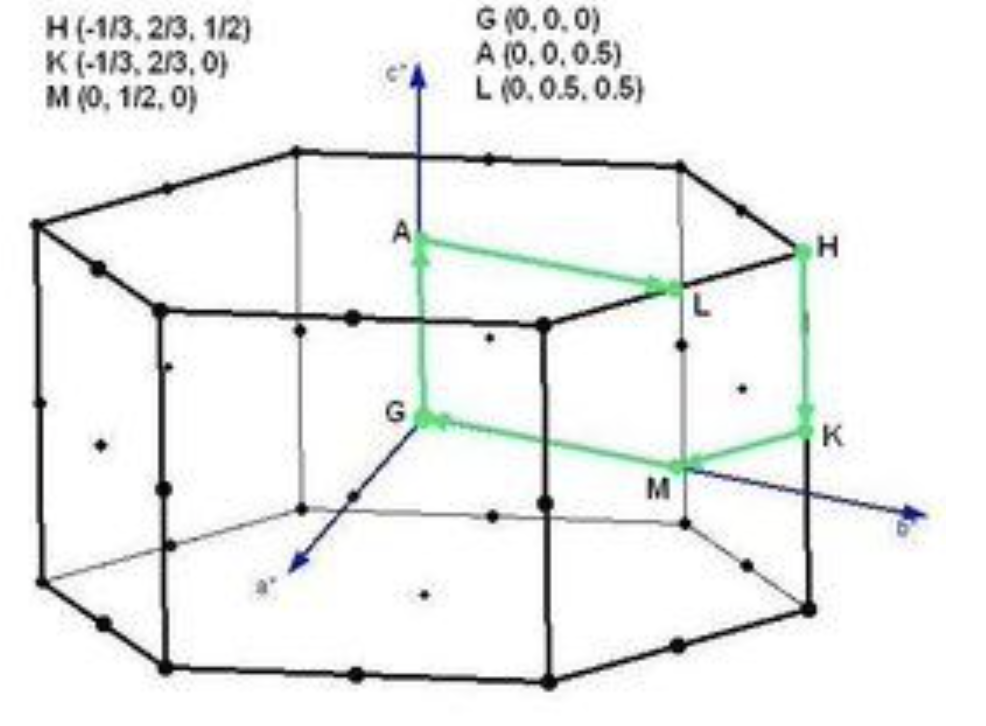 H (-1/3, 2/3, 1/2)
K (-1/3, 2/3, 0)
M (0, 1/2, 0)
G (0, 0, 0)
A (0, 0, 0.5)
L (0, 0.5, 0.5)
c*
A
H
L
G
K
M
b*
a*